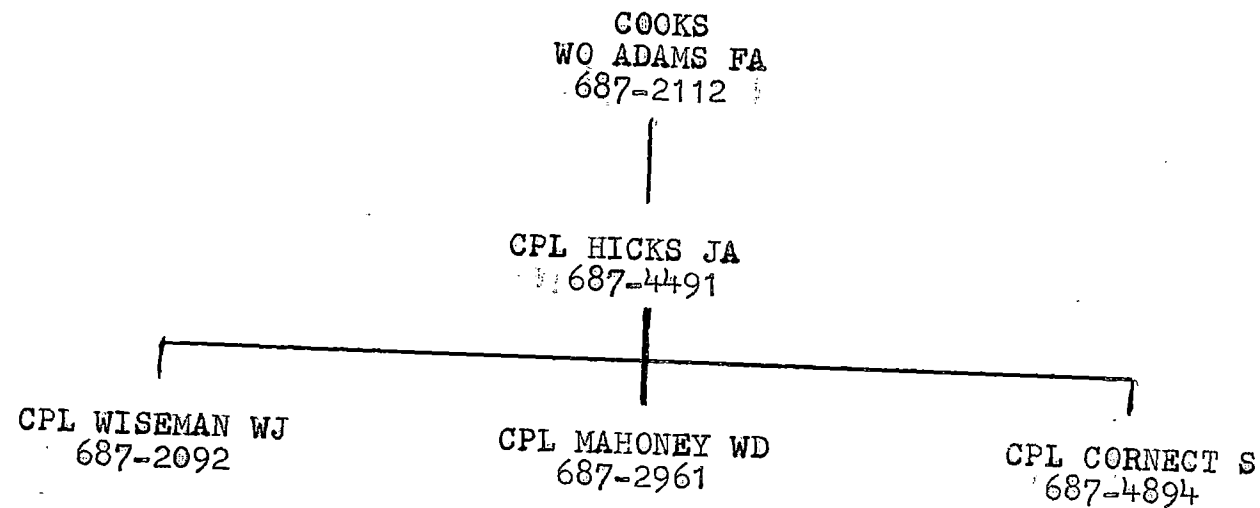 COOKS
WO ADAMS FA
687-2112
CPL HICKS JA
687-4491
CPL WISEMAN WJ
687-2092
CPL MAHONEY WD
687-2961
CPL CORNECT S
687-4894